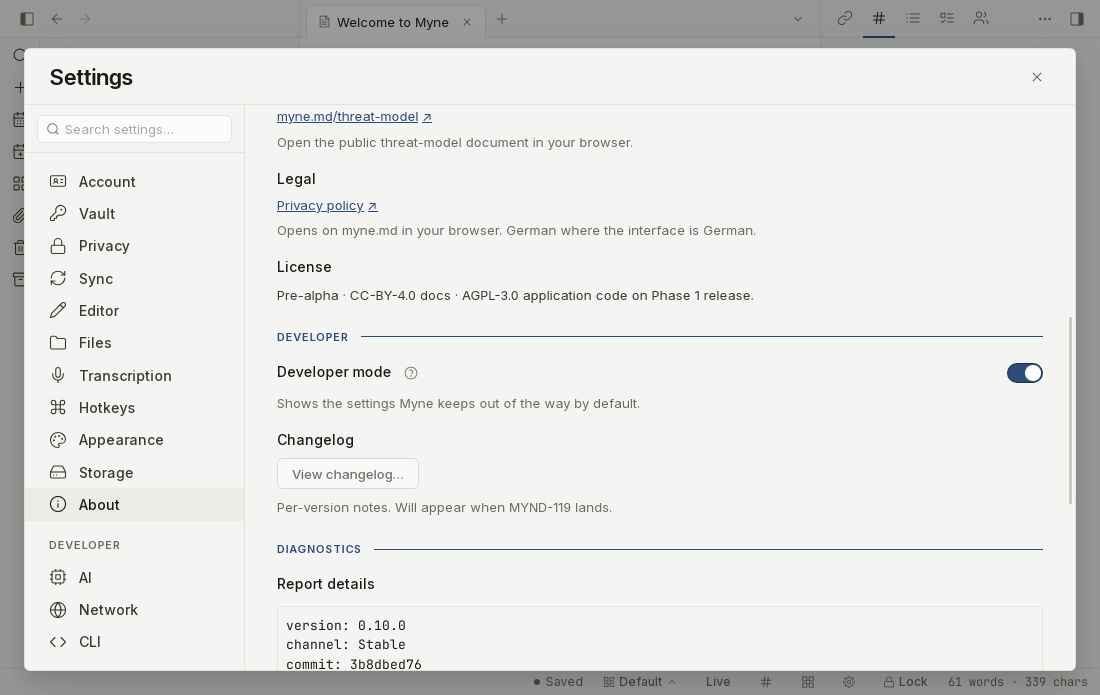 Welcome to Myne
Settings
Search settings...
Account
Vault
Privacy
Sync
Editor
Files
Transcription
Hotkeys
Appearance
Storage
About
DEVELOPER
AI
Network
CLI
myne.md/threat-model
Open the public threat-model document in your browser.
Legal
Privacy policy
Opens on myne.md in your browser. German where the interface is German.
License
Pre-alpha · CC-BY-4.0 docs · AGPL-3.0 application code on Phase 1 release.
DEVELOPER
Developer mode
Shows the settings Myne keeps out of the way by default.
Changelog
View changelog...
Per-version notes. Will appear when MYND-119 lands.
DIAGNOSTICS
Report details
version: 0.10.0
channel: Stable
commit: 3b8dbed76
Saved
Default
Live
Lock
61 words · 339 chars